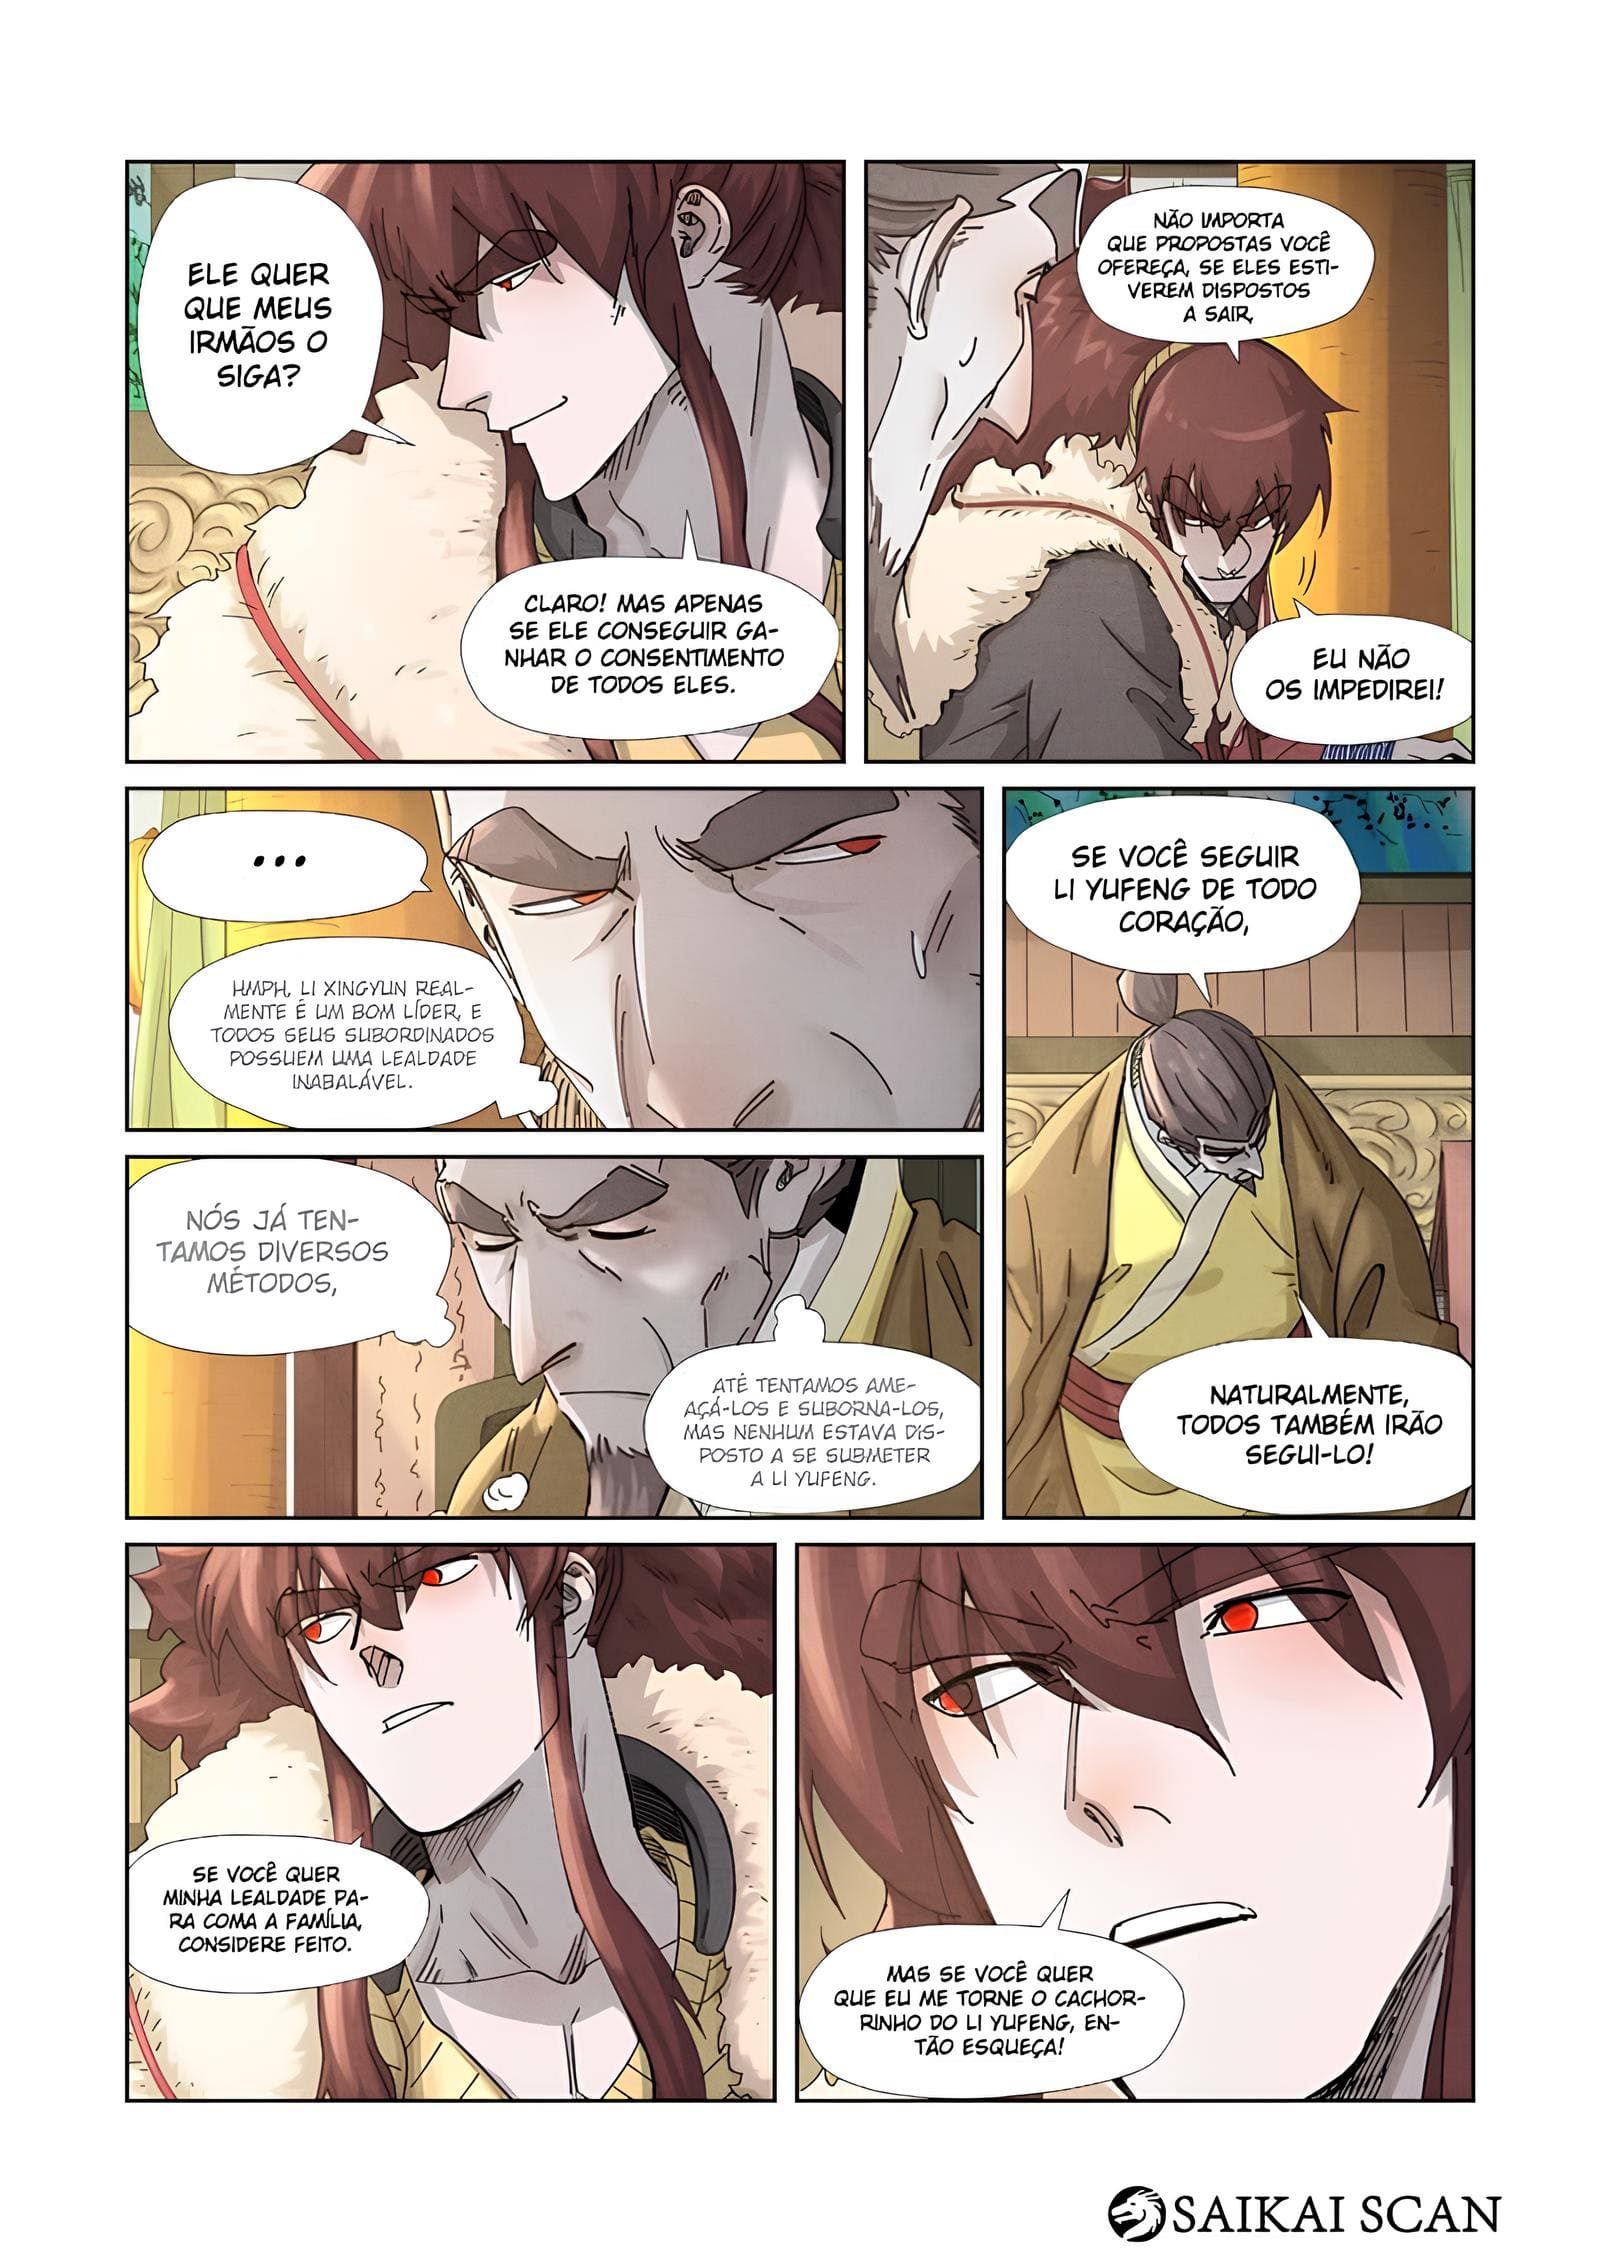 ELE QUER
QUE MEUS
IRMÃOS O
SIGA?
CLARO! MAS APENAS
SE ELE CONSEGUIR GA-
NHAR O CONSENTIMENTO
DE TODOS ELES.
NÃO IMPORTA
QUE PROPOSTAS VOCÊ
OFEREÇA, SE ELES ESTI-
VEREM DISPOSTOS
A SAIR,
EU NÃO
OS IMPEDIREI!
...
HMPH, LI XINGYUN REAL-
MENTE É UM BOM LÍDER, E
TODOS SEUS SUBORDINADOS
POSSUEM UMA LEALDADE
INABALÁVEL.
NÓS JÁ TEN-
TAMOS DIVERSOS
MÉTODOS,
ATÉ TENTAMOS AME-
AÇÁ-LOS E SUBORNA-LOS,
MAS NENHUM ESTAVA DIS-
POSTO A SE SUBMETER
A LI YUFENG.
SE VOCÊ SEGUIR
LI YUFENG DE TODO
CORAÇÃO,
NATURALMENTE,
TODOS TAMBÉM IRÃO
SEGUI-LO!
SE VOCÊ QUER
MINHA LEALDADE PA-
RA COMA A FAMÍLIA,
CONSIDERE FEITO.
MAS SE VOCÊ QUER
QUE EU ME TORNE O CACHOR-
RINHO DO LI YUFENG, EN-
TÃO ESQUEÇA!
SAIKAI SCAN